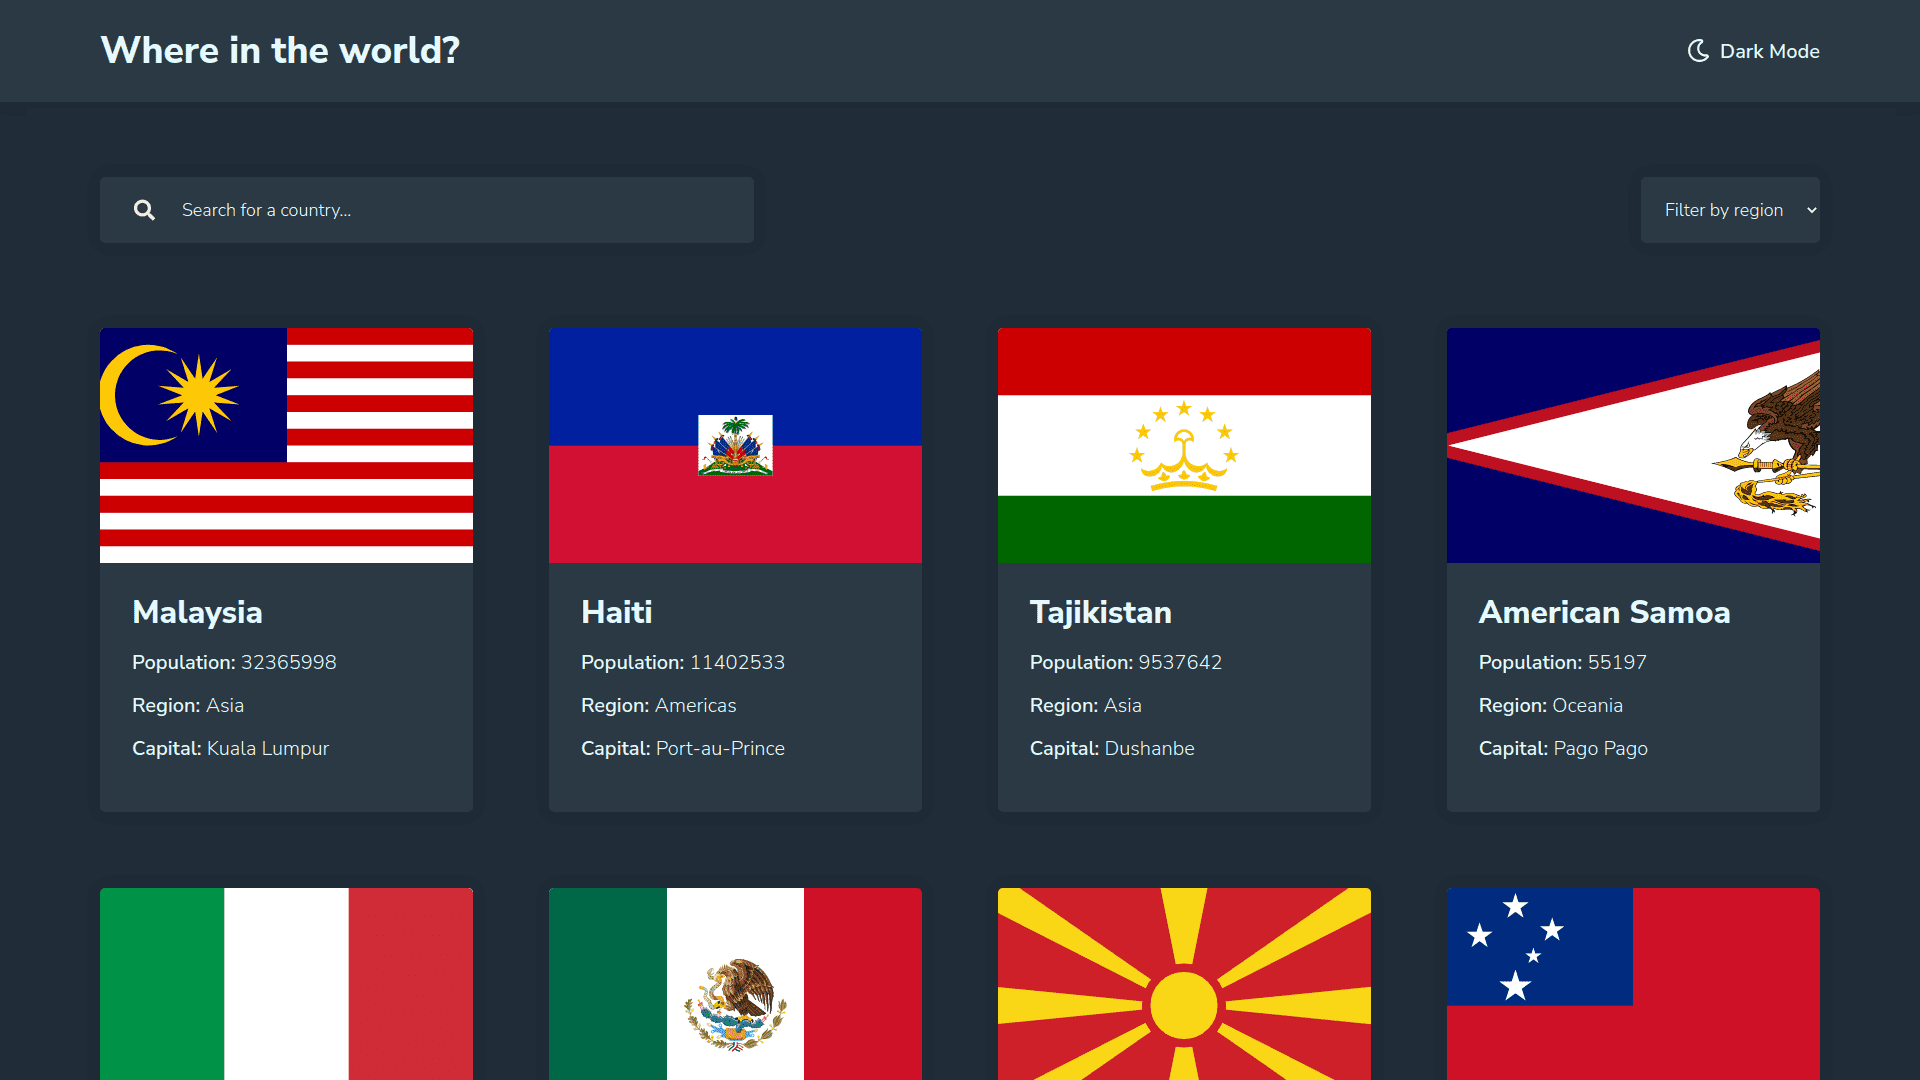 Where in the world?
Dark Mode
Search for a country...
Filter by region
Malaysia
Population: 32365998
Region: Asia
Capital: Kuala Lumpur
Haiti
Population: 11402533
Region: Americas
Capital: Port-au-Prince
Tajikistan
Population: 9537642
Region: Asia
Capital: Dushanbe
American Samoa
Population: 55197
Region: Oceania
Capital: Pago Pago